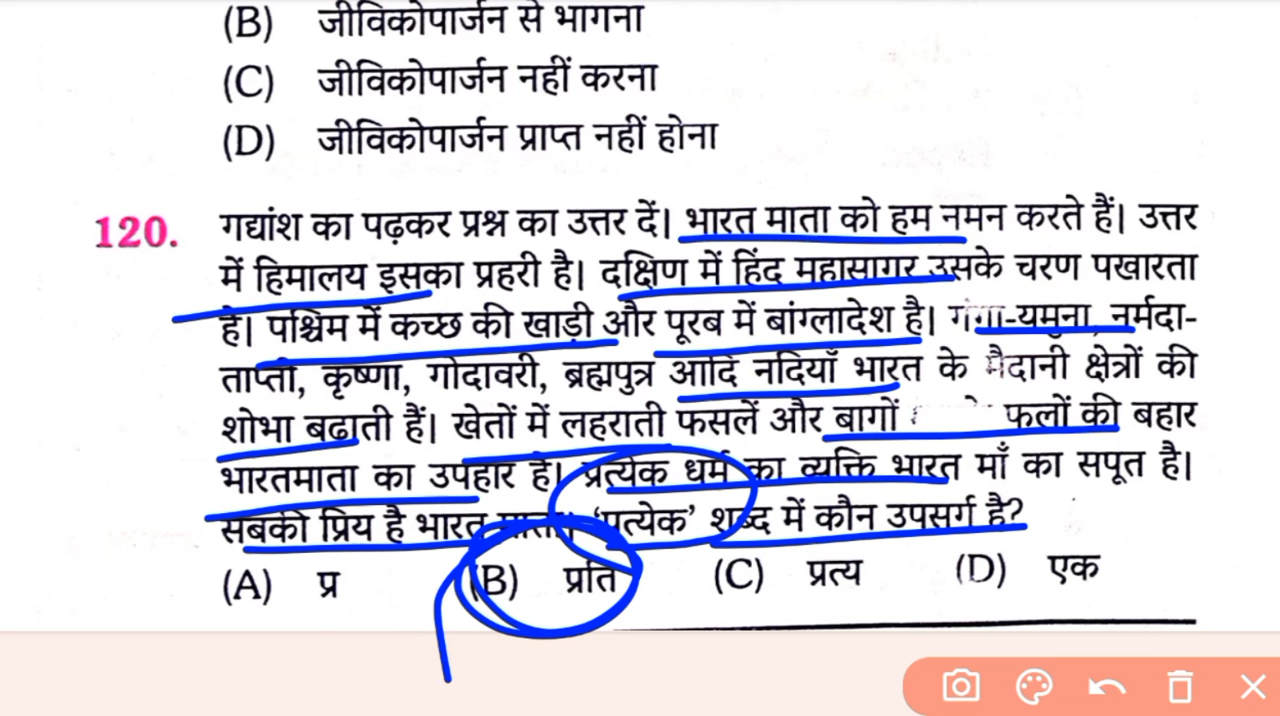 (B) जीविकोपार्जन से भागना
(C) जीविकोपार्जन नहीं करना
(D) जीविकोपार्जन प्राप्त नहीं होना
120. गद्यांश का पढ़कर प्रश्न का उत्तर दें। भारत माता को हम नमन करते हैं। उत्तर
में हिमालय इसका प्रहरी है। दक्षिण में हिंद महासागर उसके चरण पखारता
है। पश्चिम में कच्छ की खाड़ी और पूरब में बांग्लादेश है। गंगा-यमुना, नर्मदा-
ताप्ती, कृष्णा, गोदावरी, ब्रह्मपुत्र आदि नदियाँ भारत के मैदानी क्षेत्रों की
शोभा बढ़ाती हैं। खेतों में लहराती फसलें और बागों फलों की बहार
भारतमाता का उपहार है। प्रत्येक धर्म का व्यक्ति भारत माँ का सपूत है।
सबकी प्रिय है भारत माता। 'प्रत्येक' शब्द में कौन उपसर्ग है?
(A) प्र (B) प्रति (C) प्रत्य (D) एक